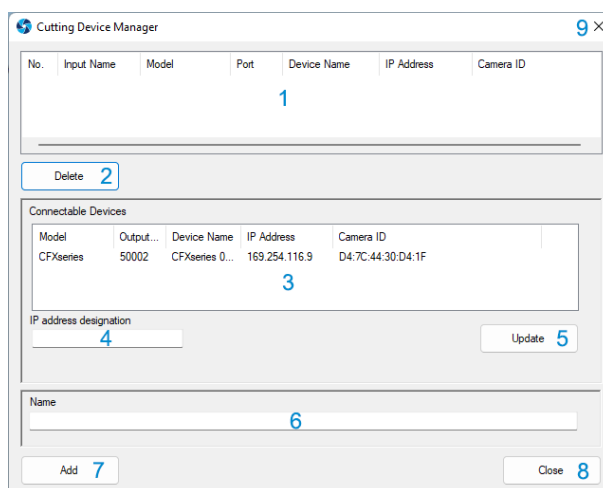 Cutting Device Manager 9
No. Input Name Model Port Device Name IP Address Camera ID
1
Delete 2
Connectable Devices
Model Output... Device Name IP Address Camera ID
CFXseries 50002 CFXseries 0... 169.254.116.9 D4:7C:44:30:D4:1F
3
IP address designation
4
Update 5
Name
6
Add 7
Close 8